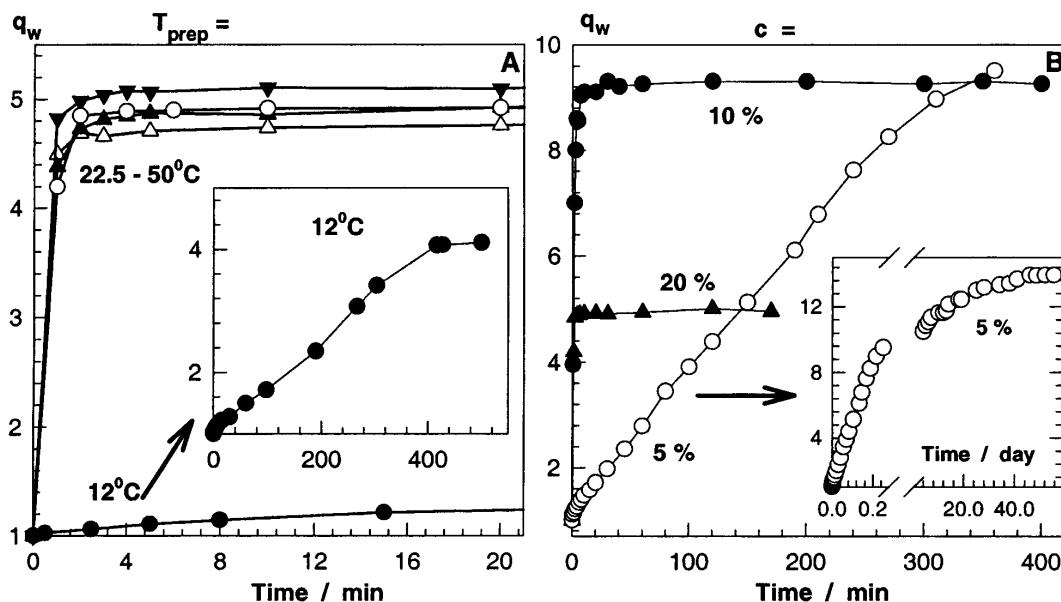 q_w T_prep =
A
5
4
3
2
1
22.5 - 50⁰C
12⁰C
4
2
0 200 400
12⁰C
0 4 8 12 16 20
Time / min
q_w c =
10
B
8
6
4
2
10 %
20 %
5 %
12
8
4
5 %
Time / day
0.0 0.2 20.0 40.0
0 100 200 300 400
Time / min